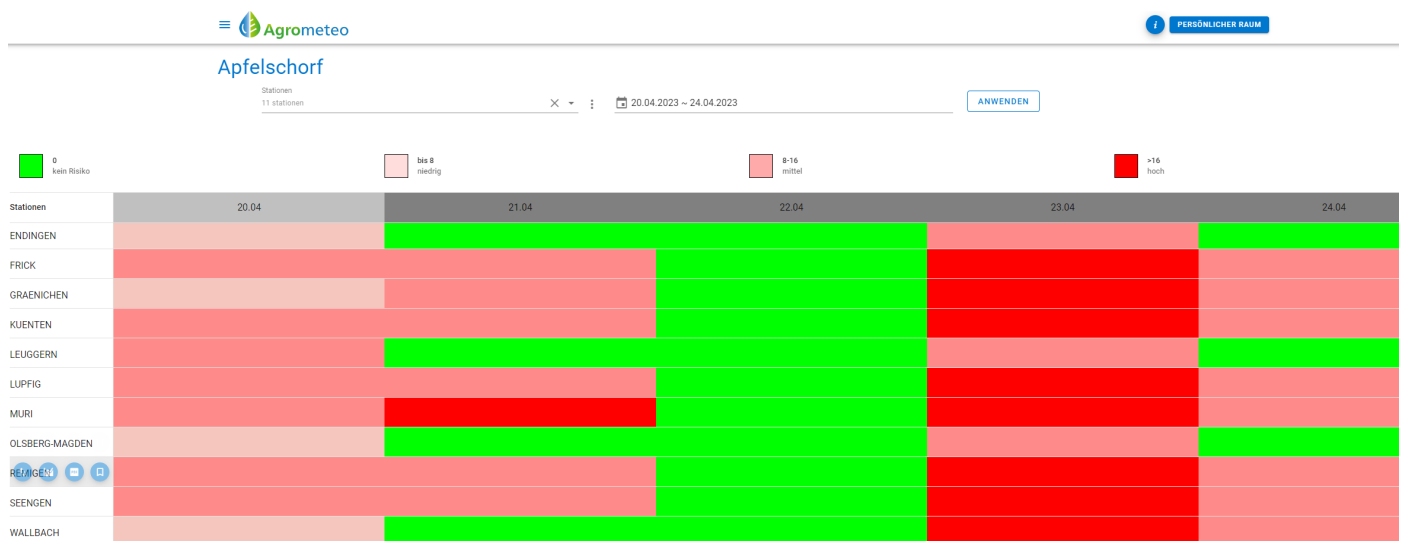 Agrometeo
i PERSÖNLICHER RAUM
Apfelschorf
Stationen
11 stationen
20.04.2023 ~ 24.04.2023
ANWENDEN
0
kein Risiko
bis 8
niedrig
8-16
mittel
>16
hoch
Stationen 20.04 21.04 22.04 23.04 24.04
ENDINGEN
FRICK
GRAENICHEN
KUENTEN
LEUGGERN
LUPFIG
MURI
OLSBERG-MAGDEN
REMIGEN
SEENGEN
WALLBACH